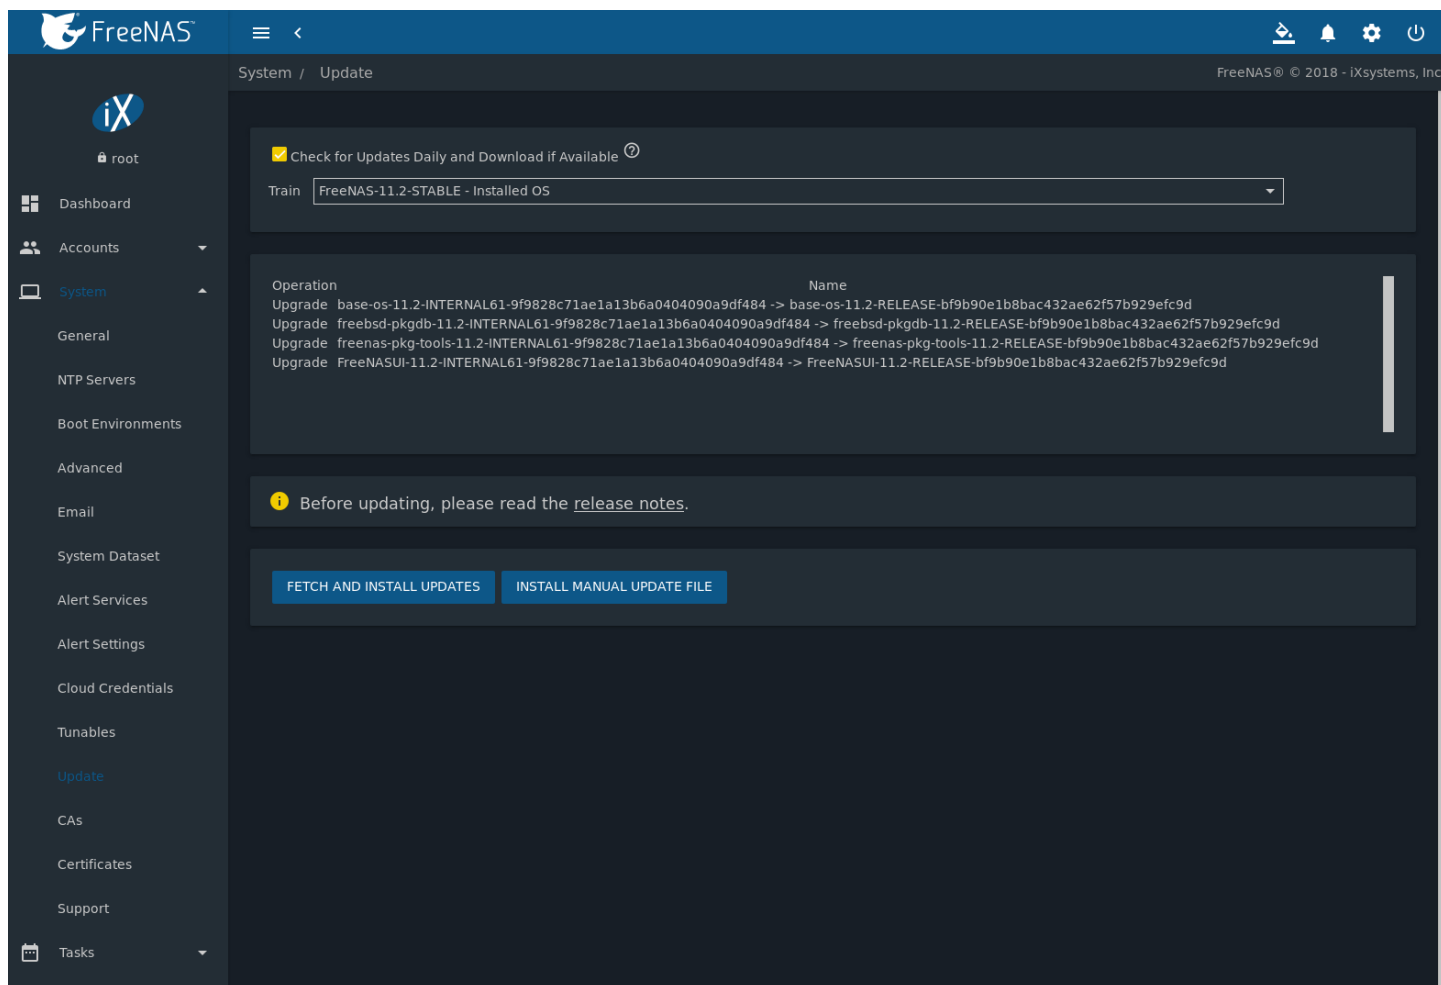 FreeNAS™
System / Update
FreeNAS® © 2018 - iXsystems, Inc
iX
root
Dashboard
Accounts
System
General
NTP Servers
Boot Environments
Advanced
Email
System Dataset
Alert Services
Alert Settings
Cloud Credentials
Tunables
Update
CAs
Certificates
Support
Tasks
Check for Updates Daily and Download if Available
Train FreeNAS-11.2-STABLE - Installed OS
Operation Name
Upgrade base-os-11.2-INTERNAL61-9f9828c71ae1a13b6a0404090a9df484 -> base-os-11.2-RELEASE-bf9b90e1b8bac432ae62f57b929efc9d
Upgrade freebsd-pkgdb-11.2-INTERNAL61-9f9828c71ae1a13b6a0404090a9df484 -> freebsd-pkgdb-11.2-RELEASE-bf9b90e1b8bac432ae62f57b929efc9d
Upgrade freenas-pkg-tools-11.2-INTERNAL61-9f9828c71ae1a13b6a0404090a9df484 -> freenas-pkg-tools-11.2-RELEASE-bf9b90e1b8bac432ae62f57b929efc9d
Upgrade FreeNASUI-11.2-INTERNAL61-9f9828c71ae1a13b6a0404090a9df484 -> FreeNASUI-11.2-RELEASE-bf9b90e1b8bac432ae62f57b929efc9d
Before updating, please read the release notes.
FETCH AND INSTALL UPDATES
INSTALL MANUAL UPDATE FILE